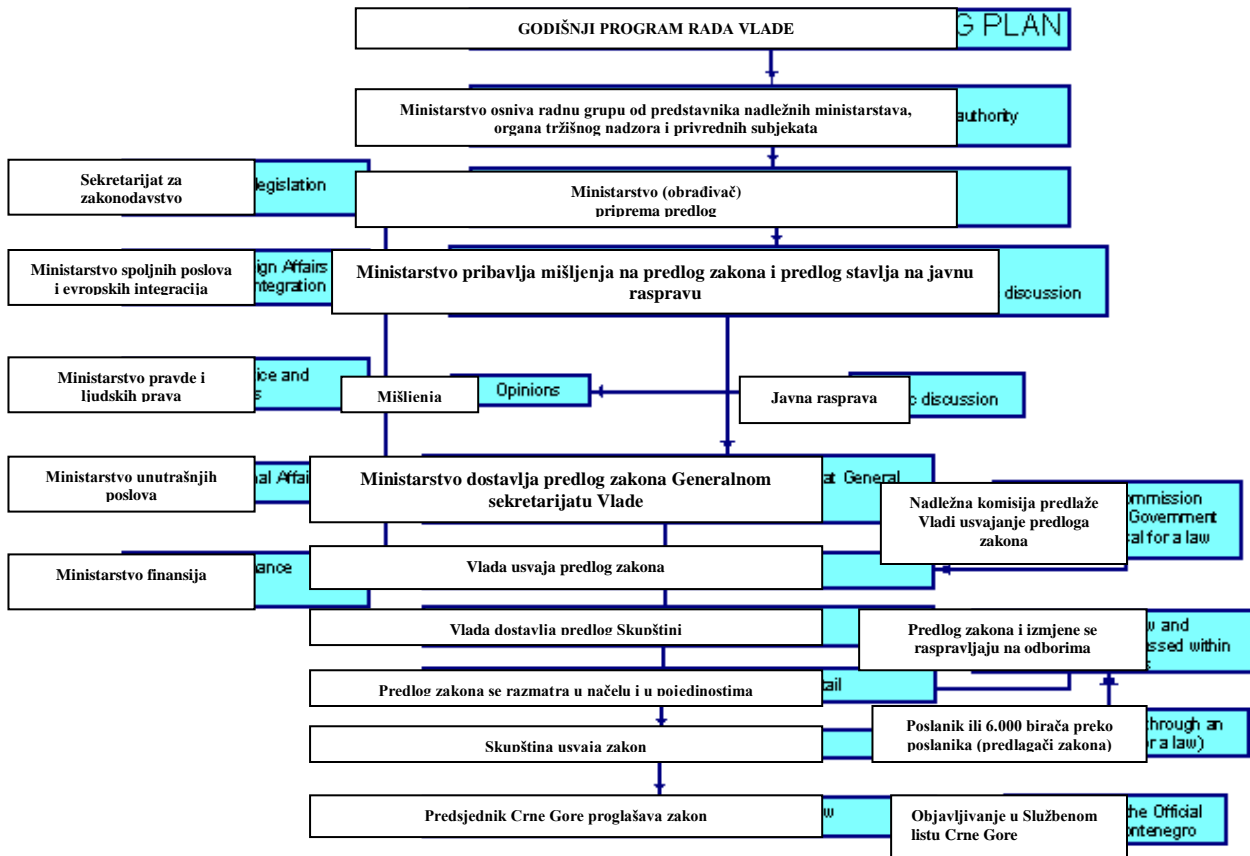 GODIŠNJI PROGRAM RADA VLADE
G PLAN
Ministarstvo osniva radnu grupu od predstavnika nadležnih ministarstava,
organa tržišnog nadzora i privrednih subjekata
authority
Sekretarijat za
zakonodavstvo
legislation
Ministarstvo (obrađivač)
priprema predlog
Ministarstvo spoljnih poslova
i evropskih integracija
ign Affairs
ntegration
Ministarstvo pribavlja mišljenja na predlog zakona i predlog stavlja na javnu
raspravu
discussion
Ministarstvo pravde i
ljudskih prava
ice and
s
Mišljenja
Opinions
Javna rasprava
c discussion
Ministarstvo unutrašnjih
poslova
nal Affai
Ministarstvo dostavlja predlog zakona Generalnom
sekretarijatu Vlade
at General
Nadležna komisija predlaže
Vladi usvajanje predloga
zakona
mmission
Government
al for a law
Ministarstvo finansija
ance
Vlada usvaja predlog zakona
Vlada dostavlja predlog Skupštini
Predlog zakona i izmjene se
raspravljaju na odborima
w and
ssed within
s
Predlog zakona se razmatra u načelu i u pojedinostima
tail
Poslanik ili 6.000 birača preko
poslanika (predlagači zakona)
through an
or a law)
Skupština usvaja zakon
Predsjednik Crne Gore proglašava zakon
w
Objavljivanje u Službenom
listu Crne Gore
the Official
ontenegro